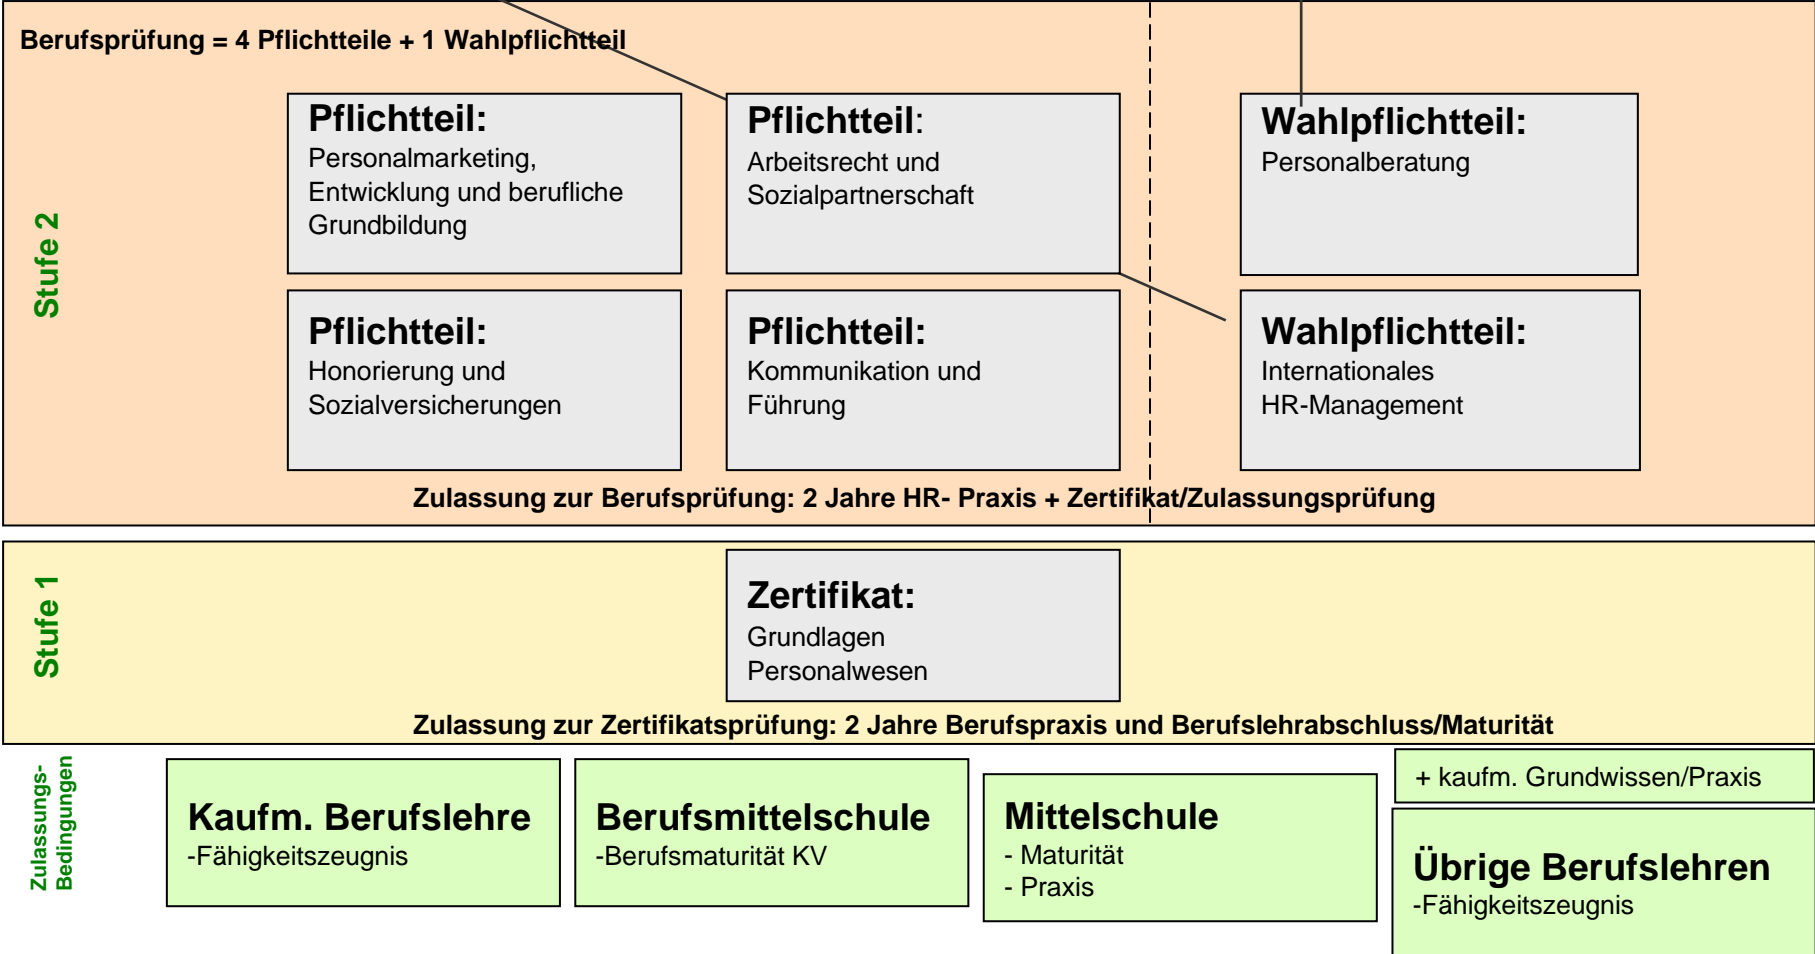 Berufsprüfung = 4 Pflichtteile + 1 Wahlpflichtteil
Stufe 2
Pflichtteil:
Personalmarketing,
Entwicklung und berufliche
Grundbildung
Pflichtteil:
Arbeitsrecht und
Sozialpartnerschaft
Wahlpflichtteil:
Personalberatung
Pflichtteil:
Honorierung und
Sozialversicherungen
Pflichtteil:
Kommunikation und
Führung
Wahlpflichtteil:
Internationales
HR-Management
Zulassung zur Berufsprüfung: 2 Jahre HR- Praxis + Zertifikat/Zulassungsprüfung
Stufe 1
Zertifikat:
Grundlagen
Personalwesen
Zulassung zur Zertifikatsprüfung: 2 Jahre Berufspraxis und Berufslehrabschluss/Maturität
Zulassungs-
Bedingungen
Kaufm. Berufslehre
-Fähigkeitszeugnis
Berufsmittelschule
-Berufsmaturität KV
Mittelschule
- Maturität
- Praxis
+ kaufm. Grundwissen/Praxis
Übrige Berufslehren
-Fähigkeitszeugnis